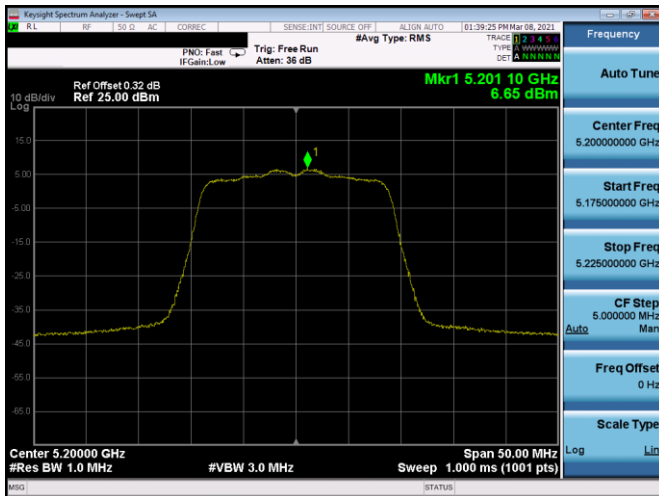 Keysight Spectrum Analyzer - Swept SA
RL RF 50 Ω AC CORREC SENSE:INT SOURCE OFF ALIGN AUTO 01:39:25 PM Mar 08, 2021
#Avg Type: RMS
TRACE 1 2 3 4 5 6
PNO: Fast Trig: Free Run
TYPE A WWWWW
IFGain:Low Atten: 36 dB
DET A N N N N N
Mkr1 5.201 10 GHz
6.65 dBm
Ref Offset 0.32 dB
10 dB/div Ref 25.00 dBm
Log
1
15.0
5.00
-5.00
-15.0
-25.0
-35.0
-45.0
-55.0
-65.0
Center 5.20000 GHz Span 50.00 MHz
#Res BW 1.0 MHz #VBW 3.0 MHz Sweep 1.000 ms (1001 pts)
MSG STATUS
Frequency
Auto Tune
Center Freq
5.200000000 GHz
Start Freq
5.175000000 GHz
Stop Freq
5.225000000 GHz
CF Step
5.000000 MHz
Auto Man
Freq Offset
0 Hz
Scale Type
Log Lin